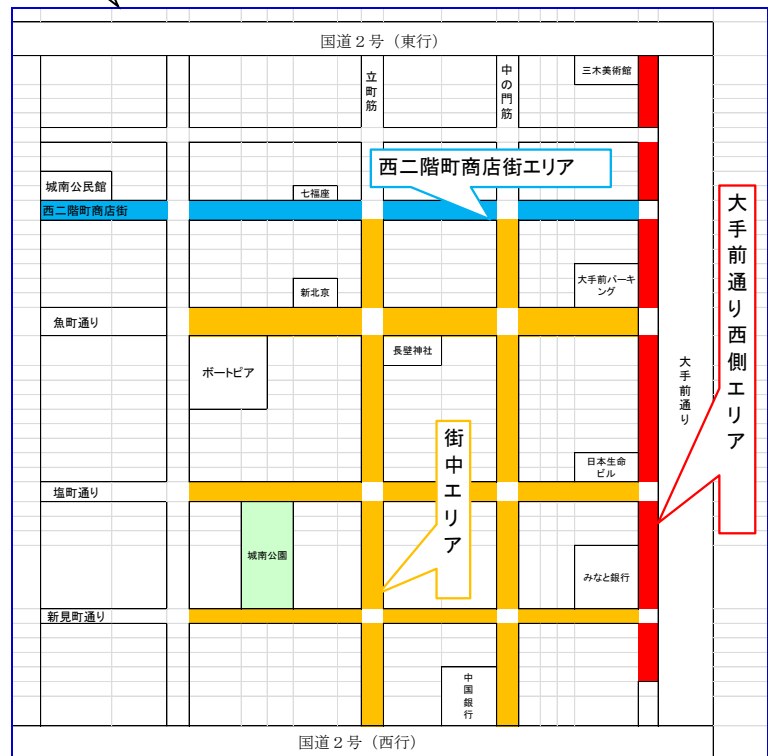 国道２号（東行）
立町筋
中の門筋
三木美術館
西二階町商店街エリア
城南公民館
七福座
西二階町商店街
大手前通り西側エリア
新北京
大手前パーキ
ング
魚町通り
長壁神社
ボートピア
大手前通り
街中エリア
日本生命
ビル
塩町通り
城南公園
みなと銀行
新見町通り
中国銀行
国道２号（西行）